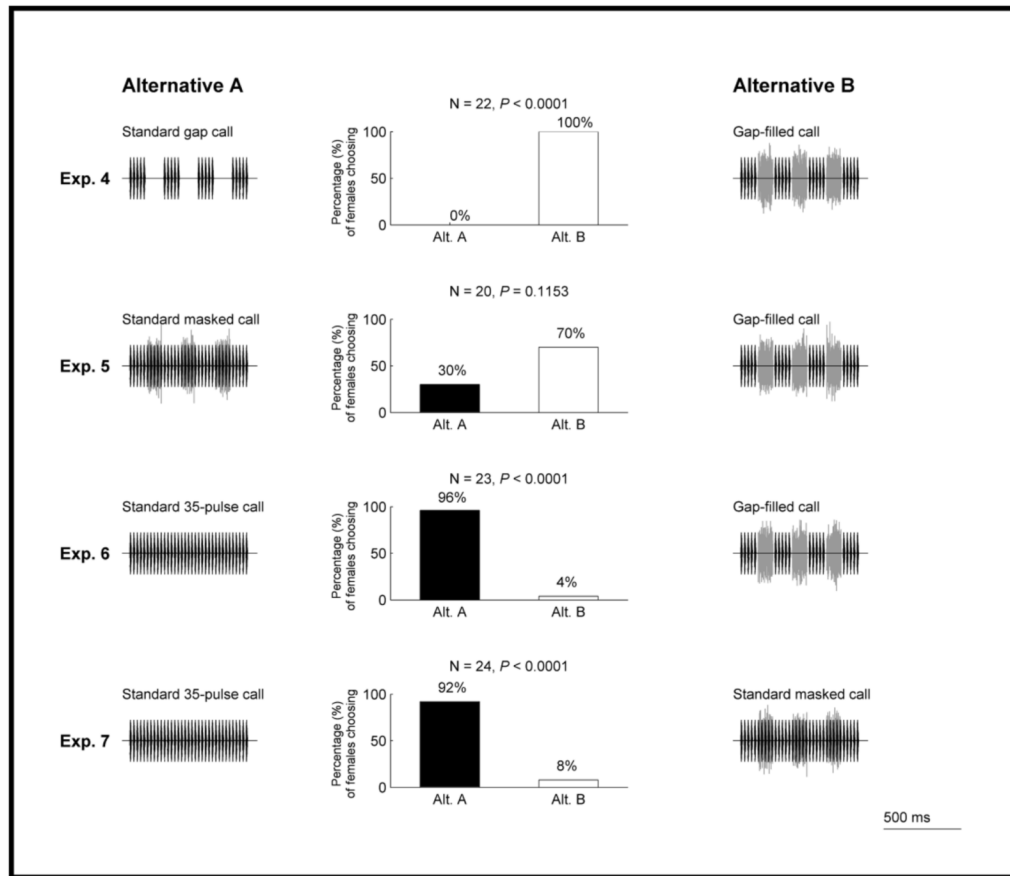 Alternative A
Alternative B
N = 22, P < 0.0001
Standard gap call
Gap-filled call
Exp. 4
Percentage (%)
of females choosing
100
50
0
0%
100%
Alt. A
Alt. B
N = 20, P = 0.1153
Standard masked call
Gap-filled call
Exp. 5
Percentage (%)
of females choosing
100
50
0
30%
70%
Alt. A
Alt. B
N = 23, P < 0.0001
Standard 35-pulse call
Gap-filled call
Exp. 6
Percentage (%)
of females choosing
100
50
0
96%
4%
Alt. A
Alt. B
N = 24, P < 0.0001
Standard 35-pulse call
Standard masked call
Exp. 7
Percentage (%)
of females choosing
100
50
0
92%
8%
Alt. A
Alt. B
500 ms